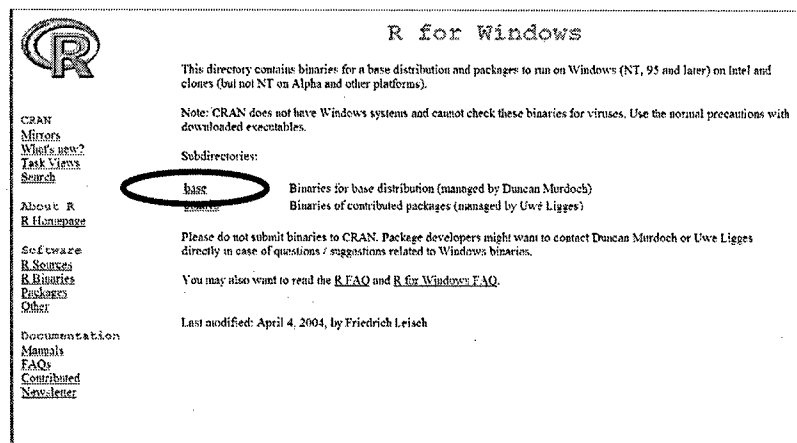 R
CRAN
Mirrors
What's new?
Task Views
Search
About R
R Homepage
Software
R Sources
R Binaries
Packages
Other
Documentation
Manuals
FAQs
Contributed
Newsletter
R for Windows
This directory contains binaries for a base distribution and packages to run on Windows (NT, 95 and later) on Intel and
clones (but not NT on Alpha and other platforms).
Note: CRAN does not have Windows systems and cannot check these binaries for viruses. Use the normal precautions with
downloaded executables.
Subdirectories:
base Binaries for base distribution (managed by Duncan Murdoch)
Binaries of contributed packages (managed by Uwe Ligges)
Please do not submit binaries to CRAN. Package developers might want to contact Duncan Murdoch or Uwe Ligges
directly in case of questions / suggestions related to Windows binaries.
You may also want to read the R FAQ and R for Windows FAQ.
Last modified: April 4, 2004, by Friedrich Leisch